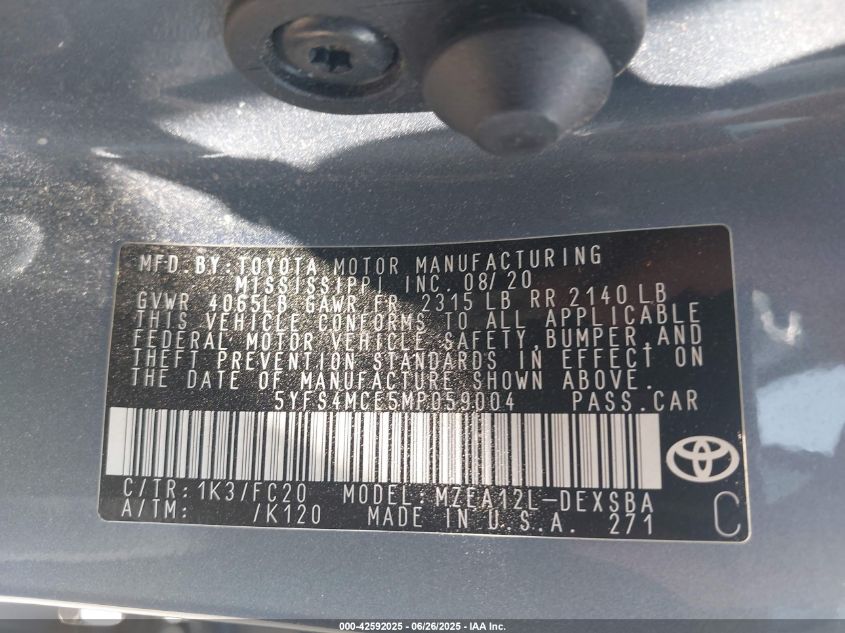 MFD.BY:TOYOTA MOTOR MANUFACTURING
MISSISSIPPI, INC. 08/20
GVWR 4065LB GAWR FR 2315 LB RR 2140 LB
THIS VEHICLE CONFORMS TO ALL APPLICABLE
FEDERAL MOTOR VEHICLE SAFETY,BUMPER,AND
THEFT PREVENTION STANDARDS IN EFFECT ON
THE DATE OF MANUFACTURE SHOWN ABOVE.
5YFS4MCE5MP059004 PASS.CAR
C/TR: 1K3/FC20 MODEL: MZEA12L-DEXSBA
A/TM: /K120 MADE IN U.S.A. 271
C
000-42592025 | 06/26/2025 - IAA Inc.